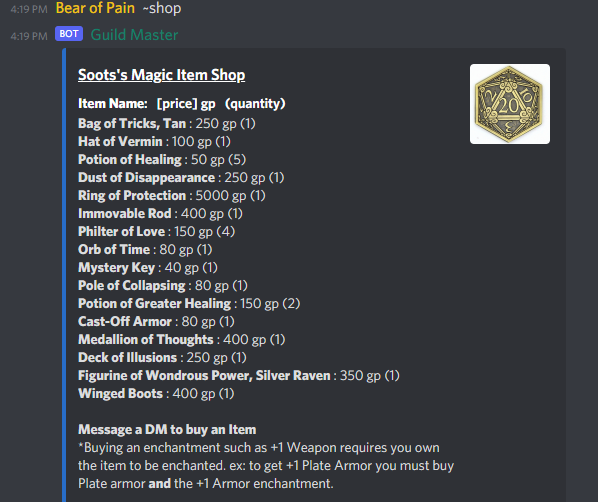 4:19 PM Bear of Pain ~shop
4:19 PM BOT Guild Master
Soots's Magic Item Shop
Item Name: [price] gp (quantity)
Bag of Tricks, Tan : 250 gp (1)
Hat of Vermin : 100 gp (1)
Potion of Healing : 50 gp (5)
Dust of Disappearance : 250 gp (1)
Ring of Protection : 5000 gp (1)
Immovable Rod : 400 gp (1)
Philter of Love : 150 gp (4)
Orb of Time : 80 gp (1)
Mystery Key : 40 gp (1)
Pole of Collapsing : 80 gp (1)
Potion of Greater Healing : 150 gp (2)
Cast-Off Armor : 80 gp (1)
Medallion of Thoughts : 400 gp (1)
Deck of Illusions : 250 gp (1)
Figurine of Wondrous Power, Silver Raven : 350 gp (1)
Winged Boots : 400 gp (1)
Message a DM to buy an Item
*Buying an enchantment such as +1 Weapon requires you own
the item to be enchanted. ex: to get +1 Plate Armor you must buy
Plate armor and the +1 Armor enchantment.
20